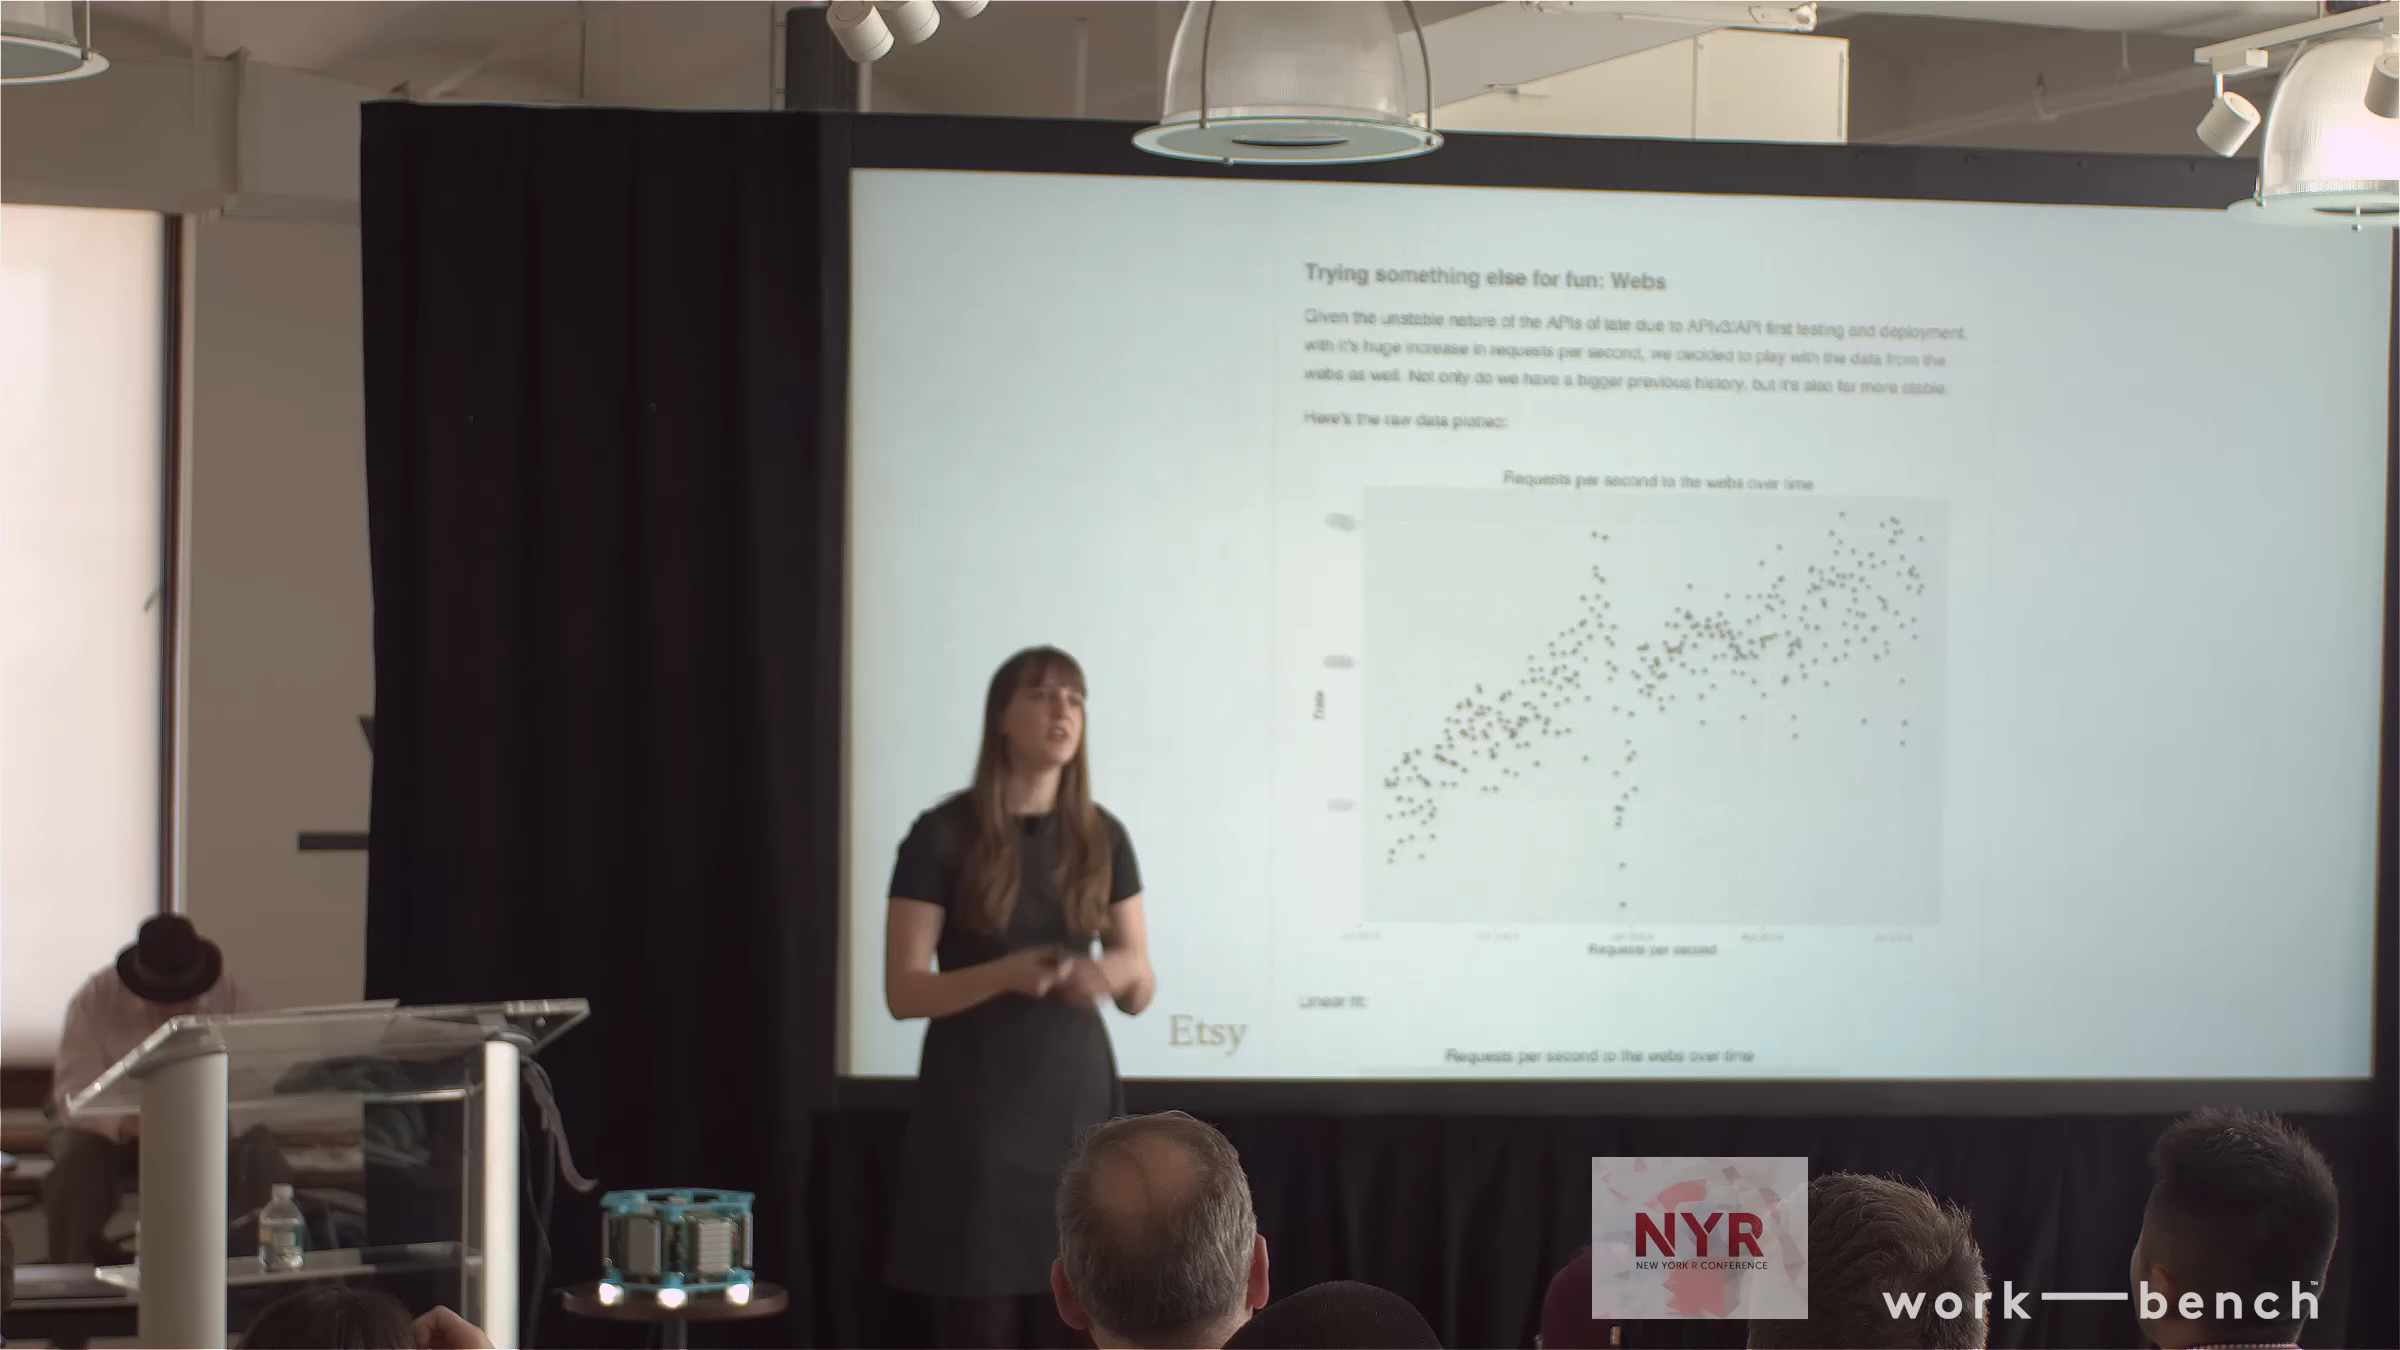 Trying something else for fun: Webs
Given the unstable nature of the APIs of late due to APIv3/API first testing and deployment,
with it's huge increase in requests per second, we decided to play with the data from the
webs as well. Not only do we have a bigger previous history, but it's also far more stable.
Here's the raw data plotted:
Requests per second to the webs over time
Date
Requests per second
Linear fit:
Etsy
Requests per second to the webs over time
NYR
NEW YORK R CONFERENCE
work—bench™